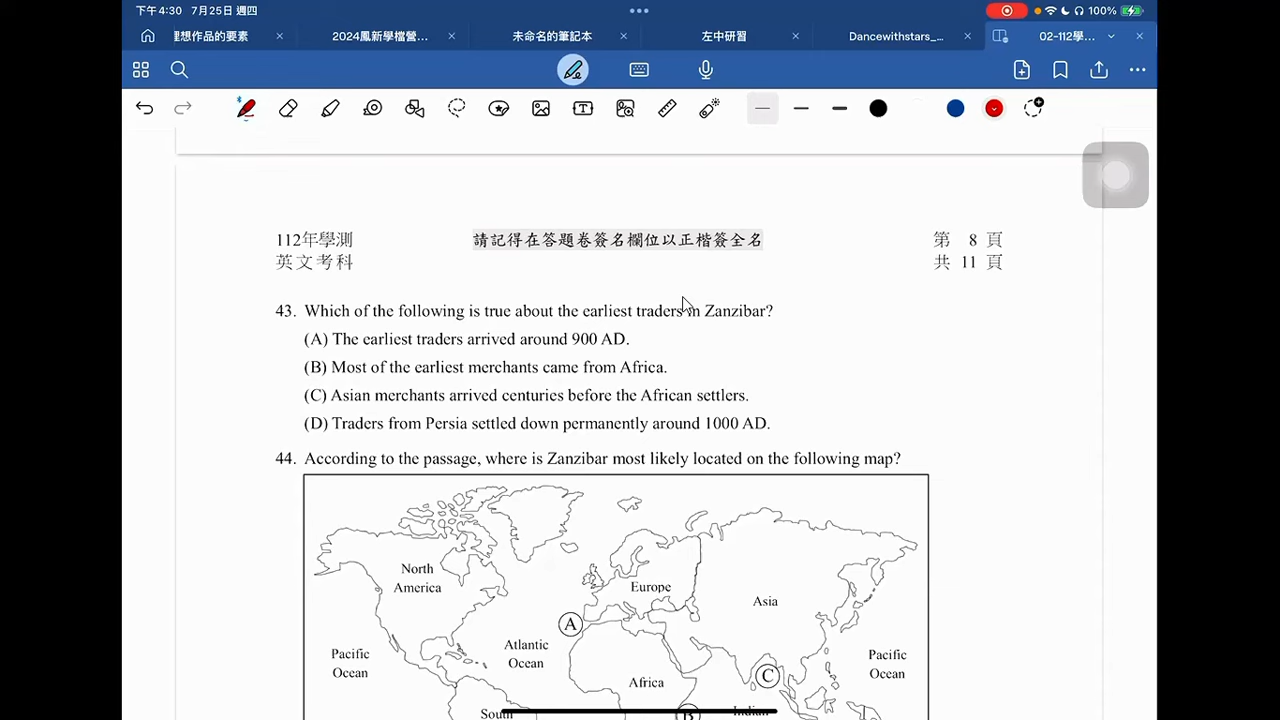 下午4:30 7月25日 週四
100%
理想作品的要素
2024鳳新學檔營...
未命名的筆記本
左中研習
Dancewithstars_...
02-112學...
112年學測
英文考科
請記得在答題卷簽名欄位以正楷簽全名
第 8 頁
共 11 頁
43. Which of the following is true about the earliest traders in Zanzibar?
(A) The earliest traders arrived around 900 AD.
(B) Most of the earliest merchants came from Africa.
(C) Asian merchants arrived centuries before the African settlers.
(D) Traders from Persia settled down permanently around 1000 AD.
44. According to the passage, where is Zanzibar most likely located on the following map?
North
America
Europe
Asia
A
Atlantic
Ocean
Pacific
Ocean
Pacific
Ocean
Africa
C
South
B
Indian